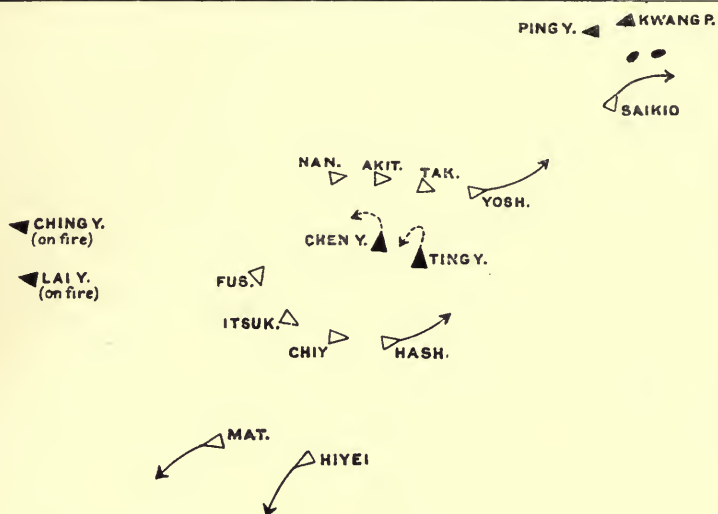 PING Y.
KWANG P.
SAIKIO
NAN.
AKIT.
TAK.
YOSH.
CHING Y.
(on fire)
CHEN Y.
TING Y.
LAI Y.
(on fire)
FUS.
ITSUK.
CHIY
HASH.
MAT.
HIYEI